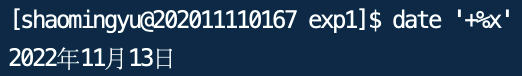 [shaomingyu@202011110167 exp1]$ date '+%x'
2022年11月13日